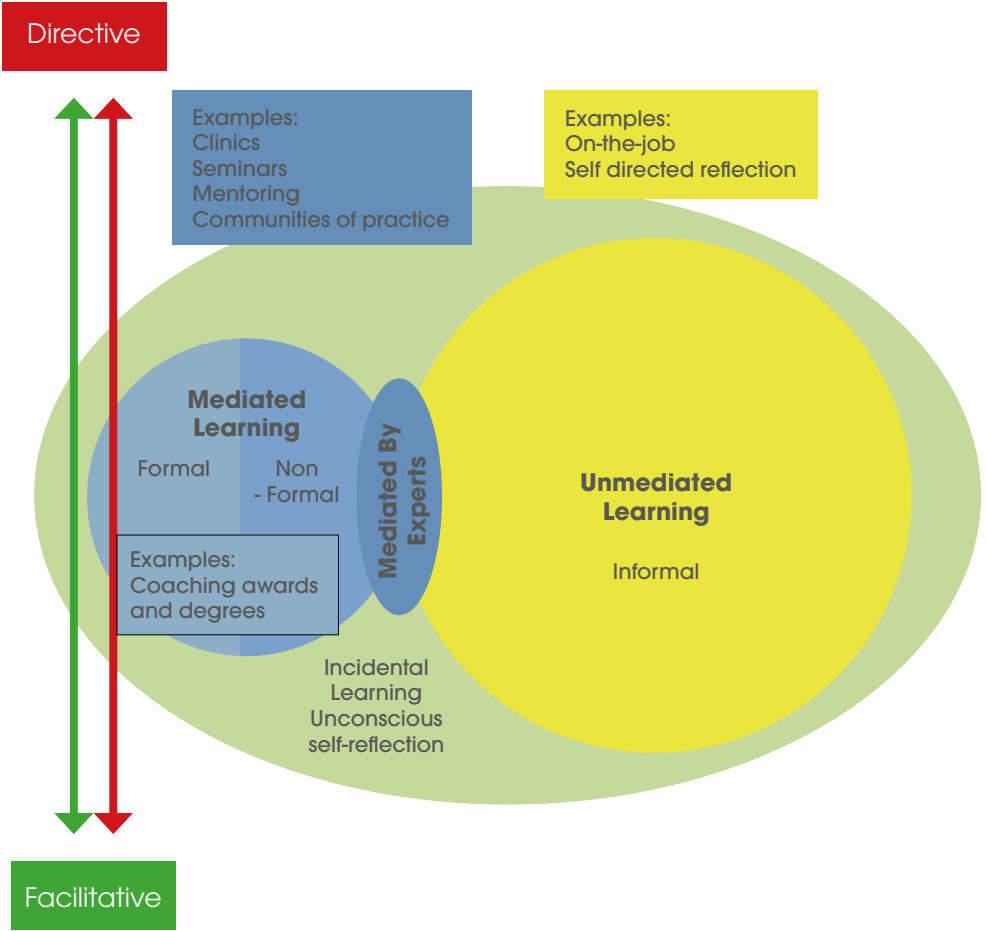 Directive
Examples:
Clinics
Seminars
Mentoring
Communities of practice
Examples:
On-the-job
Self directed reflection
Mediated
Learning
Formal
Non
- Formal
Examples:
Coaching awards
and degrees
Mediated By
Experts
Unmediated
Learning
Informal
Incidental
Learning
Unconscious
self-reflection
Facilitative